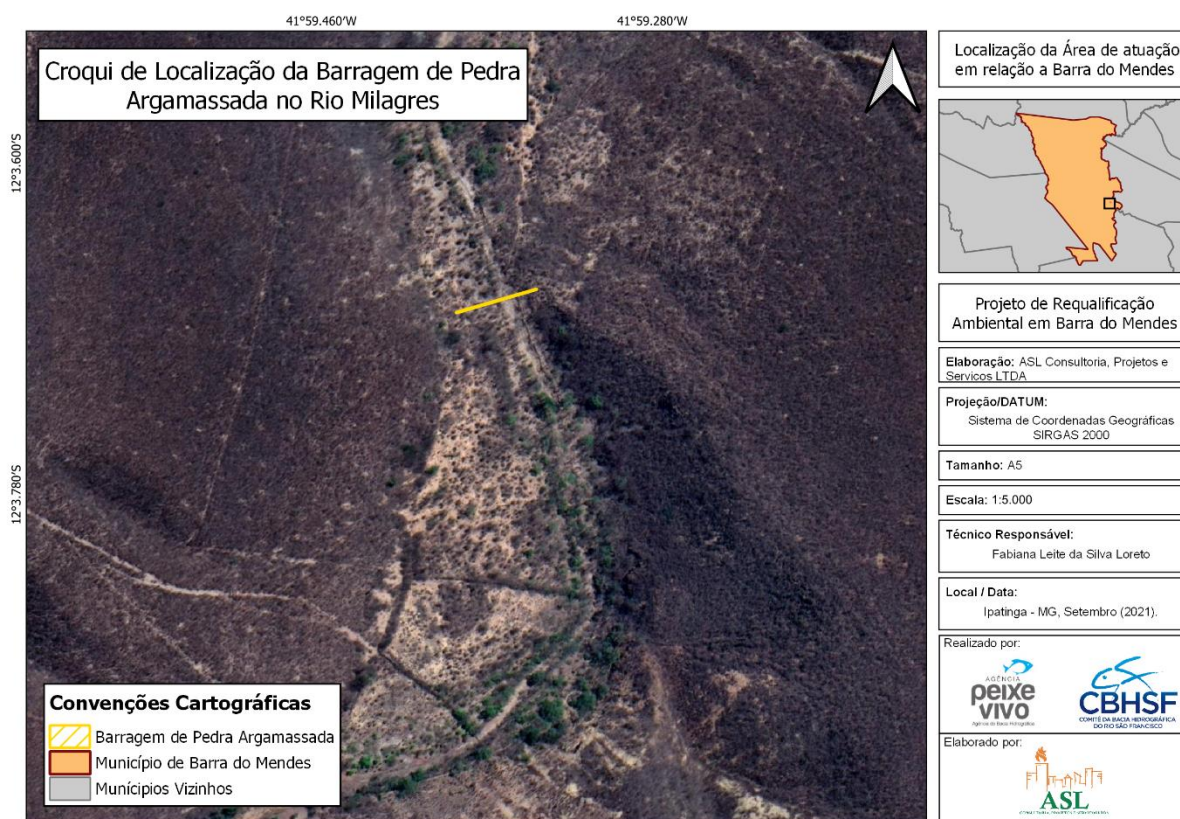 41°59.460'W
41°59.280'W
12°3.600'S
12°3.780'S
Croqui de Localização da Barragem de Pedra
Argamassada no Rio Milagres
Convenções Cartográficas
Barragem de Pedra Argamassada
Município de Barra do Mendes
Munícipios Vizinhos
Localização da Área de atuação
em relação a Barra do Mendes
Projeto de Requalificação
Ambiental em Barra do Mendes
Elaboração: ASL Consultoria, Projetos e
Servicos LTDA
Projeção/DATUM:
Sistema de Coordenadas Geográficas
SIRGAS 2000
Tamanho: A5
Escala: 1:5.000
Técnico Responsável:
Fabiana Leite da Silva Loreto
Local / Data:
Ipatinga - MG, Setembro (2021).
Realizado por:
AGÊNCIA
peixe
vivo
Agência de Bacia Hidrográfica
CBHSF
COMITÊ DA BACIA HIDROGRÁFICA
DO RIO SÃO FRANCISCO
Elaborado por:
ASL